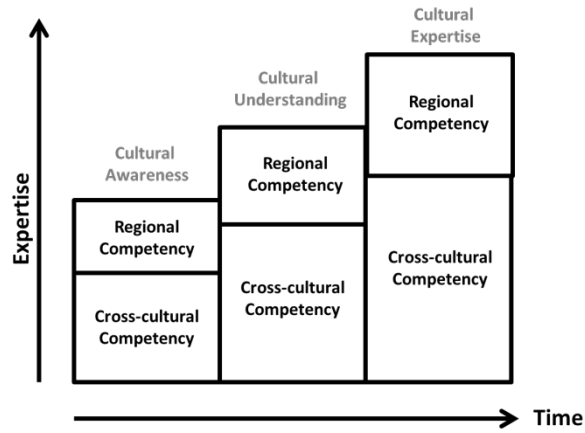 Cultural
Expertise
Cultural
Understanding
Cultural
Awareness
Regional
Competency
Regional
Competency
Regional
Competency
Cross-cultural
Competency
Cross-cultural
Competency
Cross-cultural
Competency
Expertise
Time